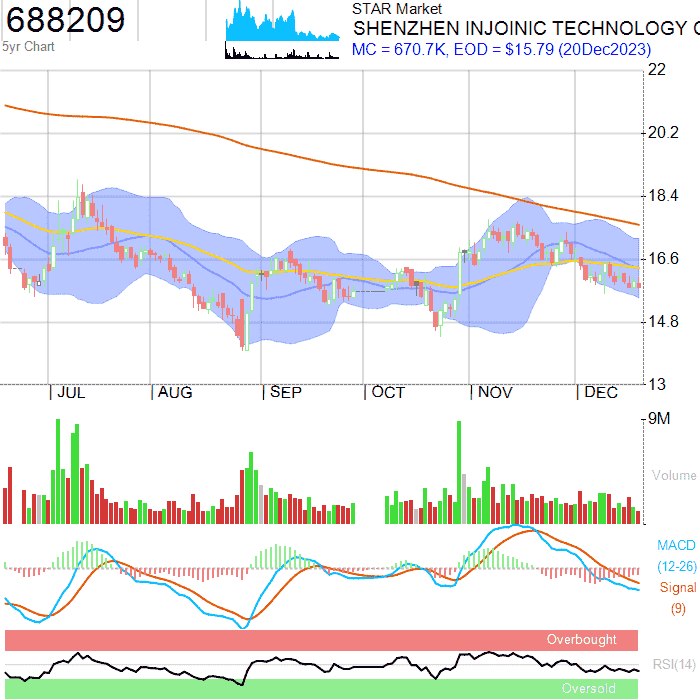 688209
5yr Chart
STAR Market
SHENZHEN INJOINIC TECHNOLOGY C
MC = 670.7K, EOD = $15.79 (20Dec2023)
22
20.2
18.4
16.6
14.8
13
JUL AUG SEP OCT NOV DEC
9M
Volume
MACD
(12-26)
Signal
(9)
Overbought
RSI(14)
Oversold